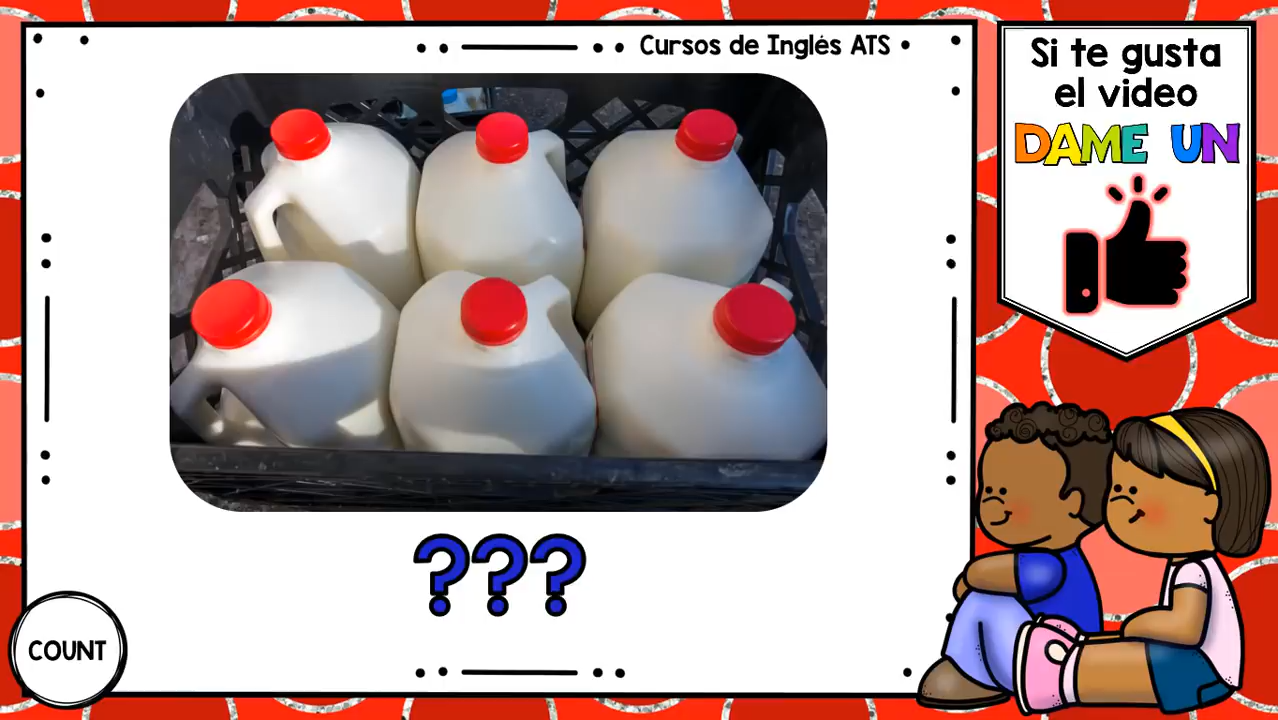 Cursos de Inglés ATS
Si te gusta
el video
DAME UN
???
COUNT